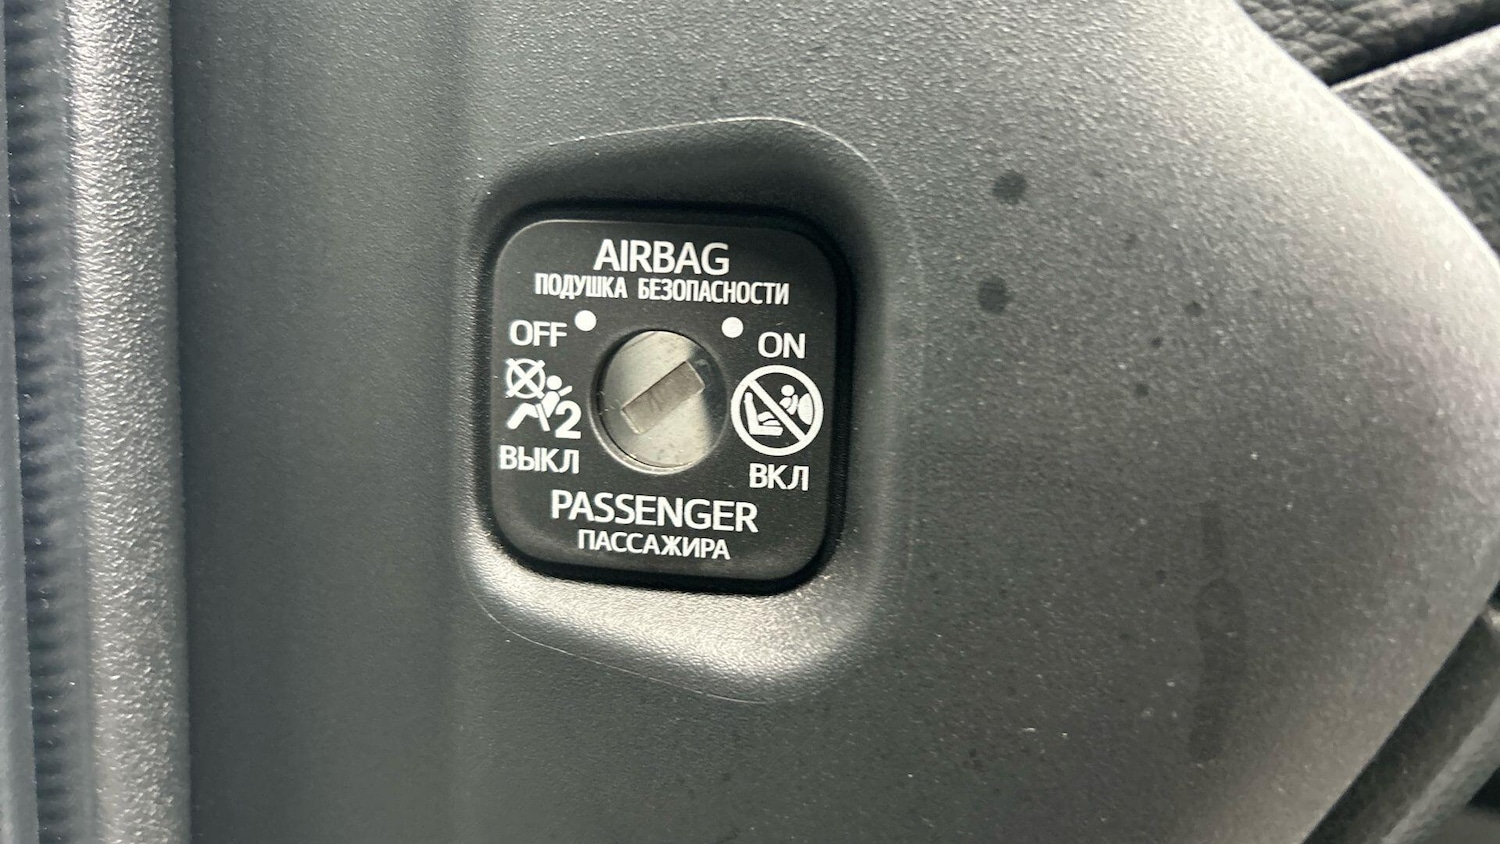 AIRBAG
ПОДУШКА БЕЗОПАСНОСТИ
OFF
ON
2
ВЫКЛ
ВКЛ
PASSENGER
ПАССАЖИРА